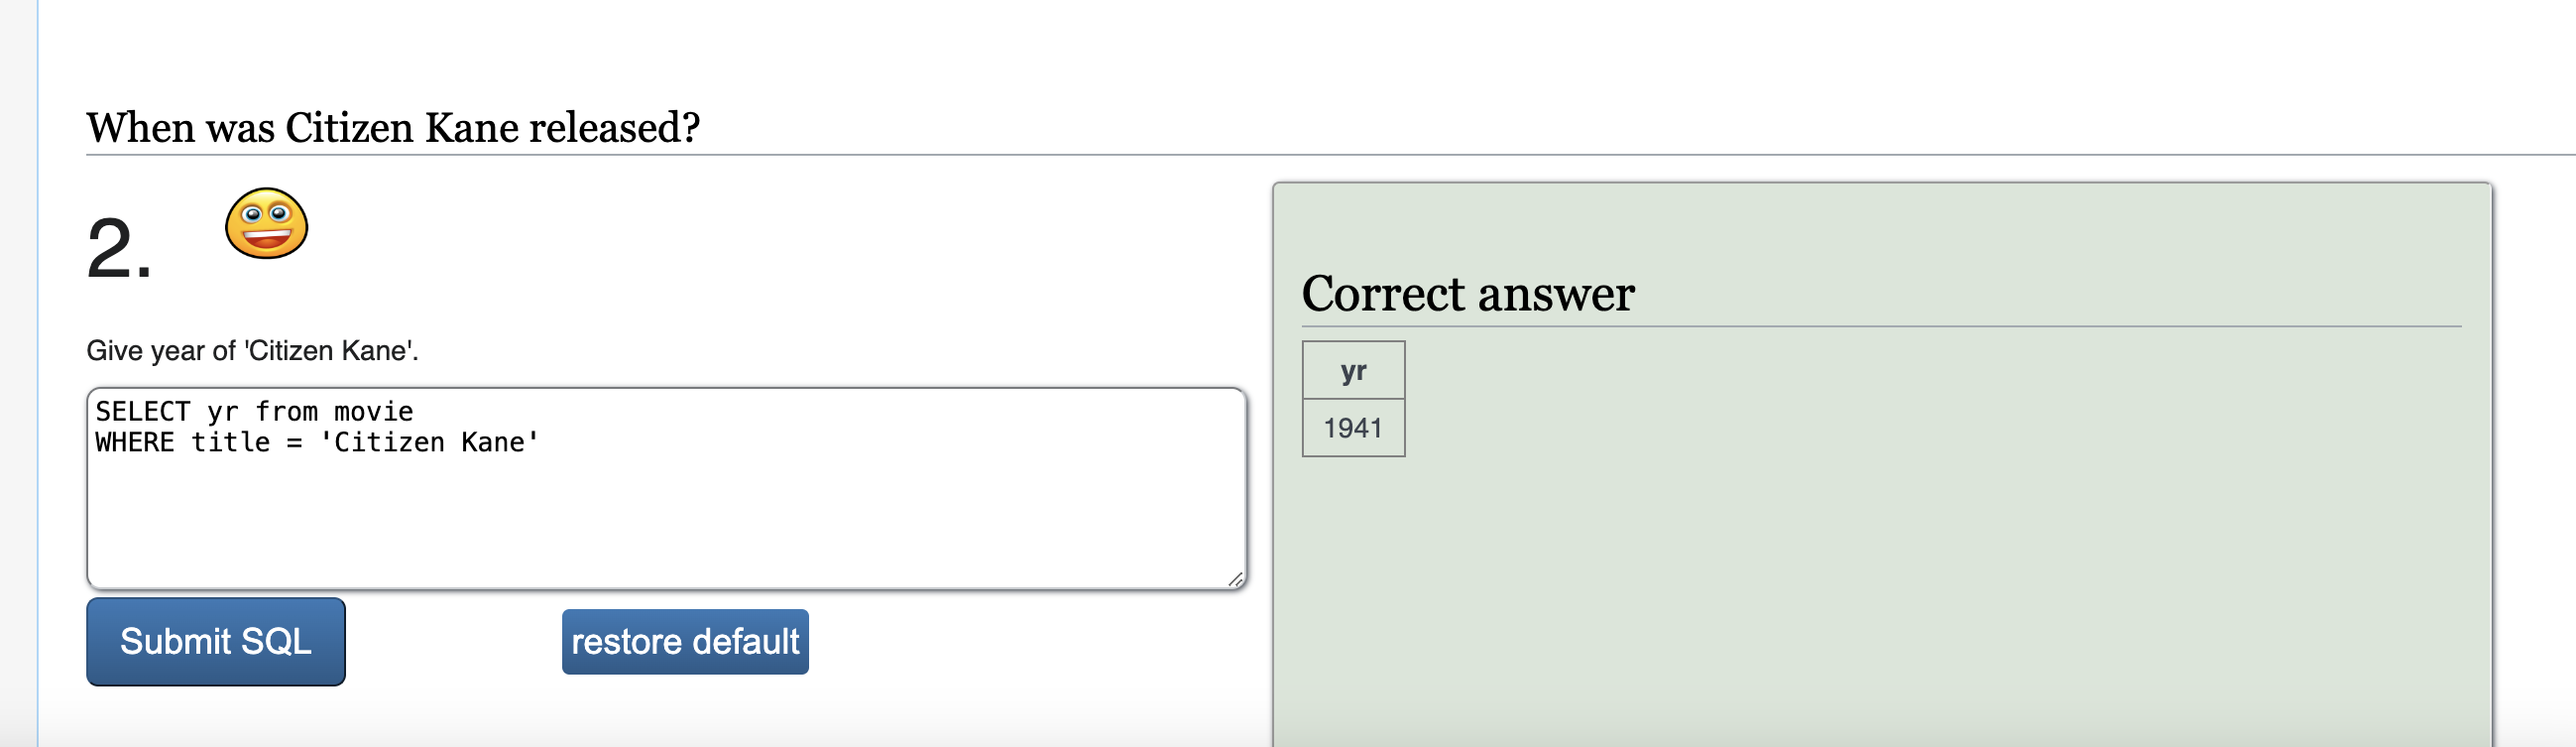 When was Citizen Kane released?
2.
Give year of 'Citizen Kane'.
SELECT yr from movie
WHERE title = 'Citizen Kane'
Submit SQL
restore default
Correct answer
yr
1941